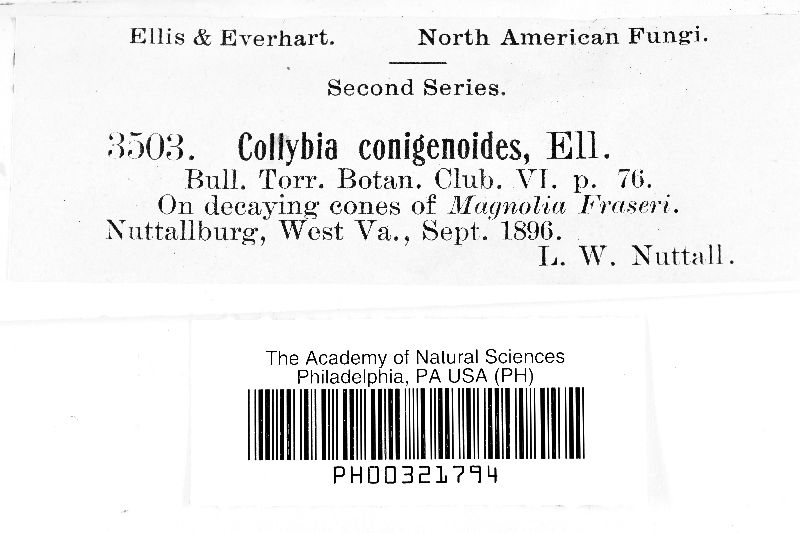 Ellis & Everhart. North American Fungi.
Second Series.
3503. Collybia conigenoides, Ell.
Bull. Torr. Botan. Club. VI. p. 76.
On decaying cones of Magnolia Fraseri.
Nuttallburg, West Va., Sept. 1896.
L. W. Nuttall.
The Academy of Natural Sciences
Philadelphia, PA USA (PH)
PH00321794